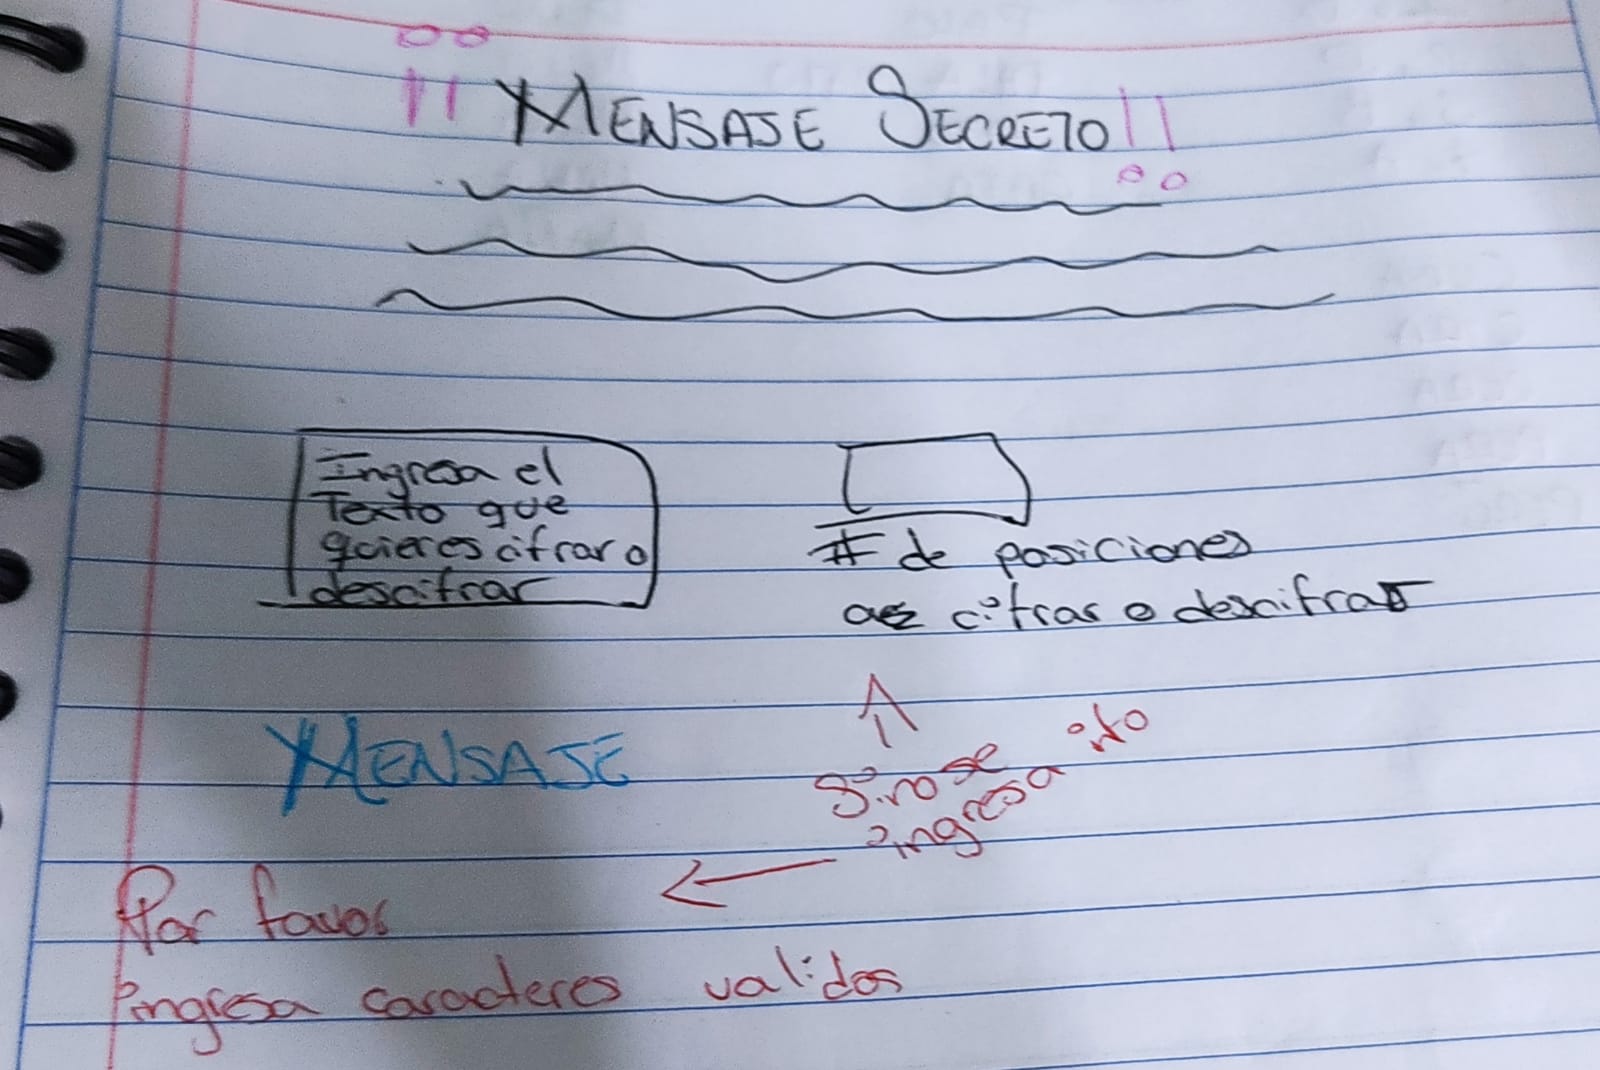 ¡¡MENSAJE SECRETO!!
Ingresa el
Texto que
quieres cifrar o
descifrar
# de posiciones
a cifrar o descifrar
MENSAJE
Si no se
ingresa
Por favor
ingresa caracteres validos